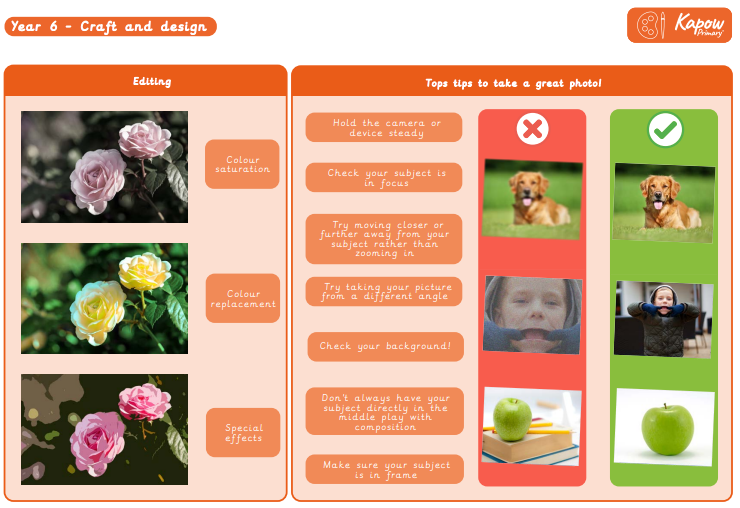 Year 6 - Craft and design
Kapow
Primary
Editing
Colour
saturation
Colour
replacement
Special
effects
Tops tips to take a great photo!
Hold the camera or
device steady
Check your subject is
in focus
Try moving closer or
further away from your
subject rather than
zooming in
Try taking your picture
from a different angle
Check your background!
Don't always have your
subject directly in the
middle play with
composition
Make sure your subject
is in frame